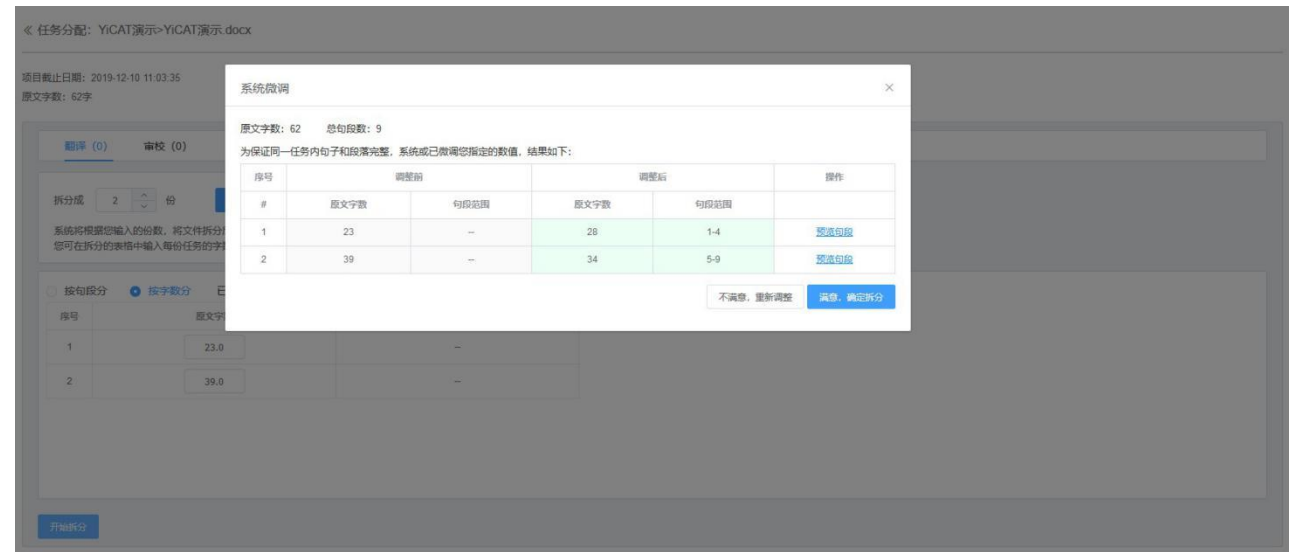 《 任务分配：YiCAT演示>YiCAT演示.docx
项目截止日期：2019-12-10 11:03:35
原文字数：62字
翻译 (0) 审校 (0)
拆分成 2 份
系统将根据您输入的份数，将文件拆分
您可在拆分的表格中输入每份任务的字
按句段分 按字数分 已
序号 原文字
1 23.0 --
2 39.0 --
开始拆分
系统微调 ×
原文字数：62 总句段数：9
为保证同一任务内句子和段落完整，系统或已微调您指定的数值，结果如下：
序号 调整前 调整后 操作
# 原文字数 句段范围 原文字数 句段范围
1 23 -- 28 1-4 预览句段
2 39 -- 34 5-9 预览句段
不满意，重新调整 满意，确定拆分